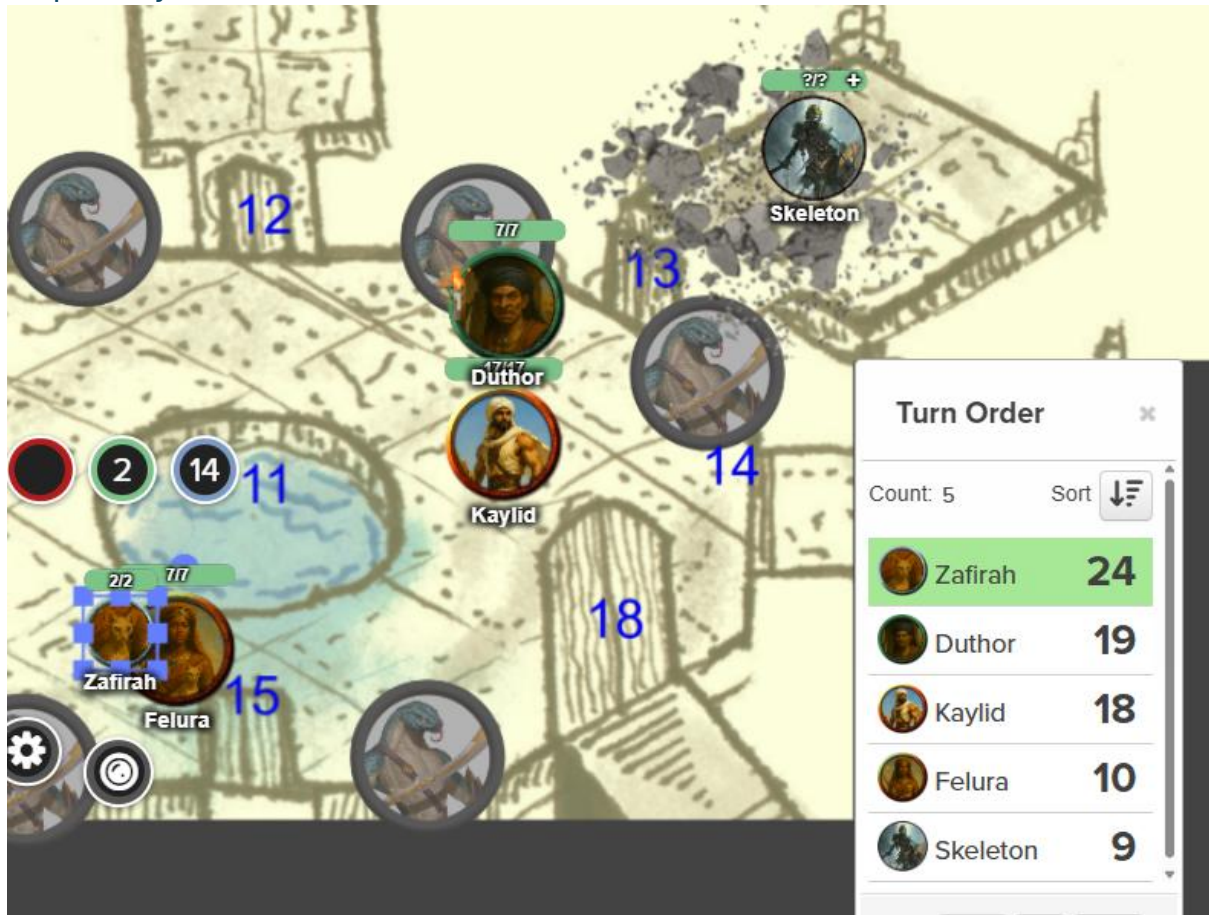 12
?/?
Skeleton
7/7
13
17/17
Duthor
Kaylid
14
2
14
11
18
2/2
7/7
Zafirah
Felura
15
Turn Order
Count: 5 Sort
Zafirah 24
Duthor 19
Kaylid 18
Felura 10
Skeleton 9